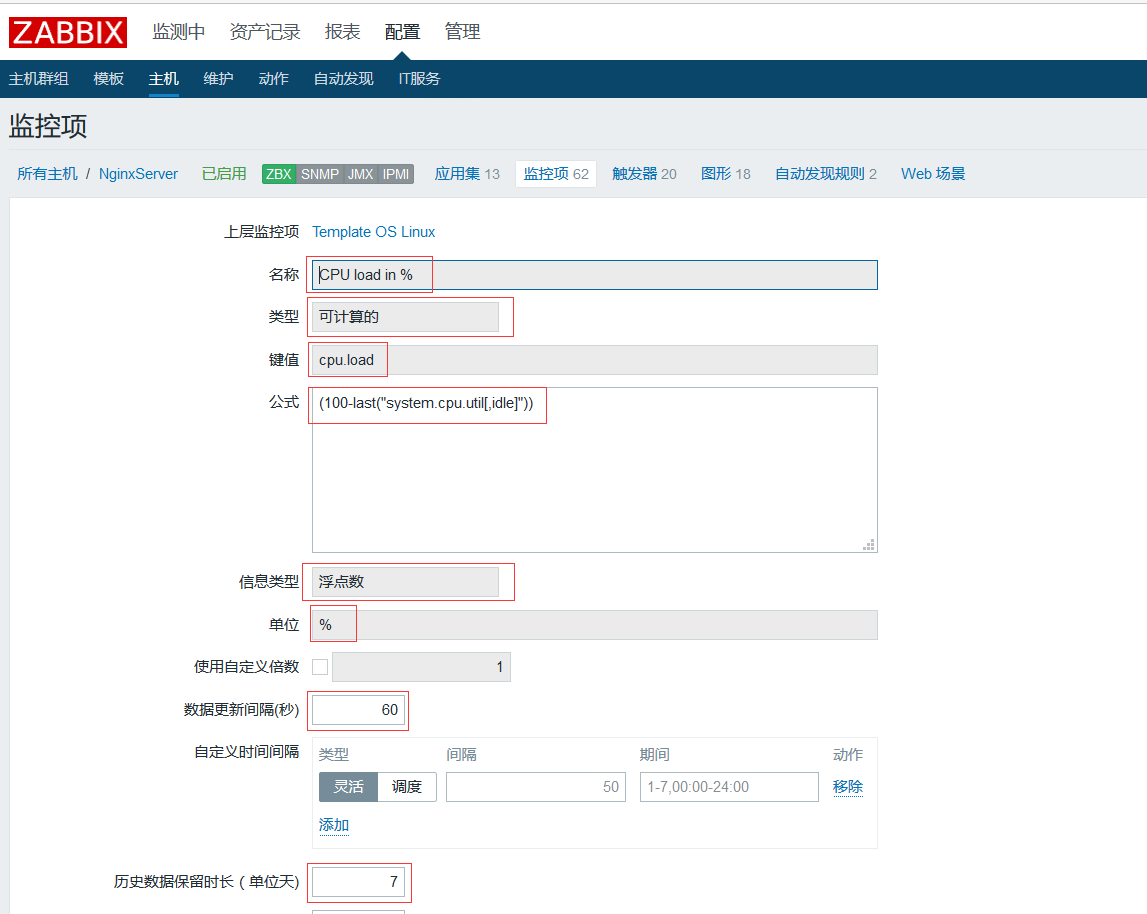 ZABBIX 监测中 资产记录 报表 配置 管理
主机群组 模板 主机 维护 动作 自动发现 IT服务
监控项
所有主机 / NginxServer 已启用 ZBX SNMP JMX IPMI 应用集 13 监控项 62 触发器 20 图形 18 自动发现规则 2 Web 场景
上层监控项 Template OS Linux
名称 CPU load in %
类型 可计算的
键值 cpu.load
公式 (100-last("system.cpu.util[,idle]"))
信息类型 浮点数
单位 %
使用自定义倍数 1
数据更新间隔(秒) 60
自定义时间间隔 类型 间隔 期间 动作
灵活 调度 50 1-7,00:00-24:00 移除
添加
历史数据保留时长 ( 单位天) 7